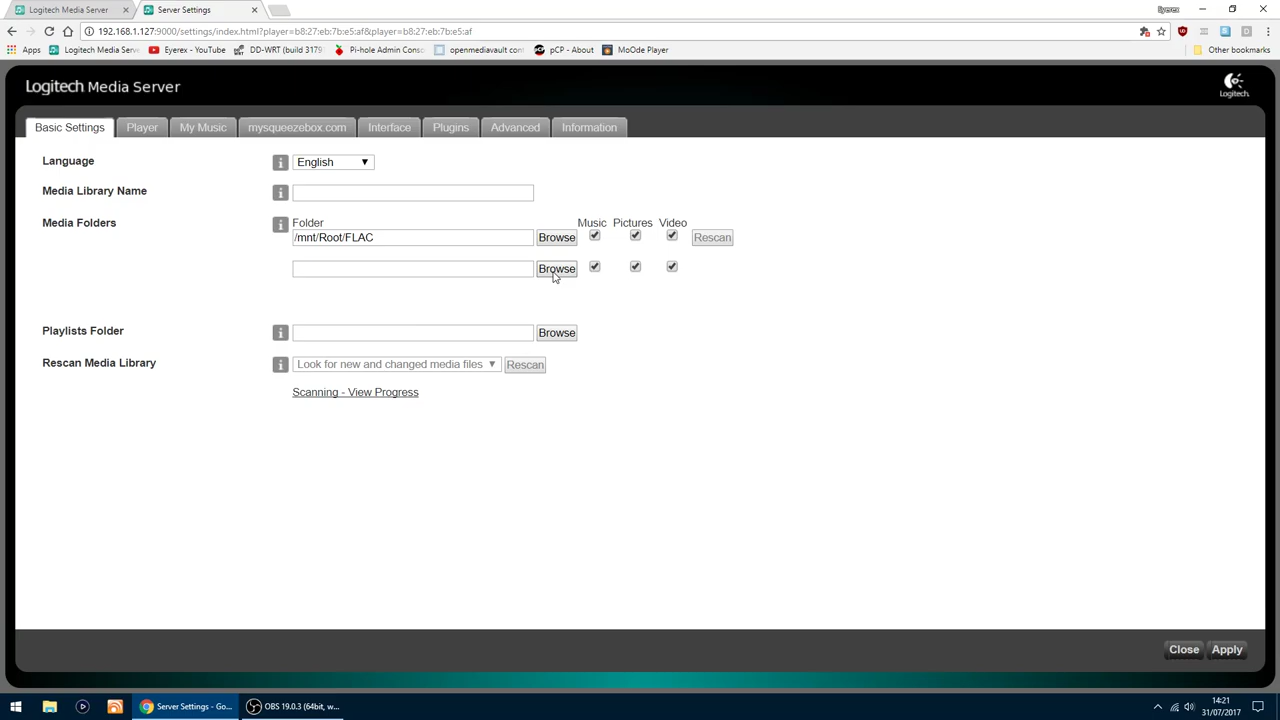 Logitech Media Server
Server Settings
Eyerex
192.168.1.127:9000/settings/index.html?player=b8:27:eb:7b:e5:af&player=b8:27:eb:7b:e5:af
Apps
Logitech Media Serve
Eyerex - YouTube
DD-WRT (build 3179
Pi-hole Admin Conso
openmediavault cont
pCP - About
MoOde Player
Other bookmarks
Logitech Media Server
Logitech
Basic Settings
Player
My Music
mysqueezebox.com
Interface
Plugins
Advanced
Information
Language
i
English
Media Library Name
i
Media Folders
i
Folder
Music
Pictures
Video
/mnt/Root/FLAC
Browse
Rescan
Browse
Playlists Folder
i
Browse
Rescan Media Library
i
Look for new and changed media files
Rescan
Scanning - View Progress
Close
Apply
Server Settings - Go...
OBS 19.0.3 (64bit, w...
14:21
31/07/2017